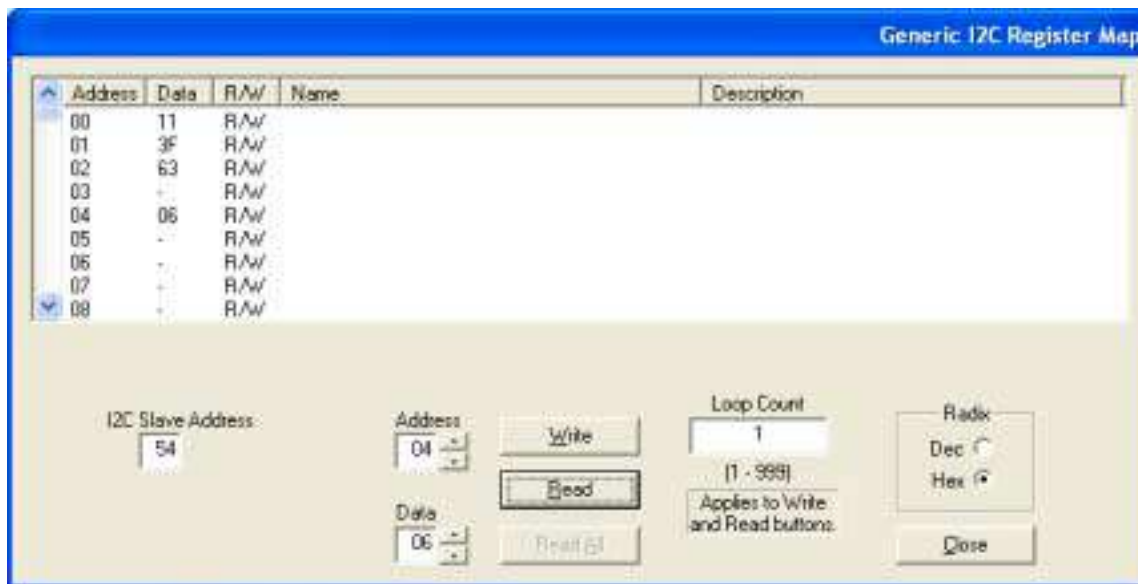 Generic I2C Register Map
Address Data R/W Name Description
00 11 R/W
01 3F R/W
02 63 R/W
03 - R/W
04 06 R/W
05 - R/W
06 - R/W
07 - R/W
08 - R/W
I2C Slave Address
54
Address
04
Write
Read
Data
06
Read All
Loop Count
1
(1 - 999)
Applies to Write
and Read buttons.
Radix
Dec
Hex
Close